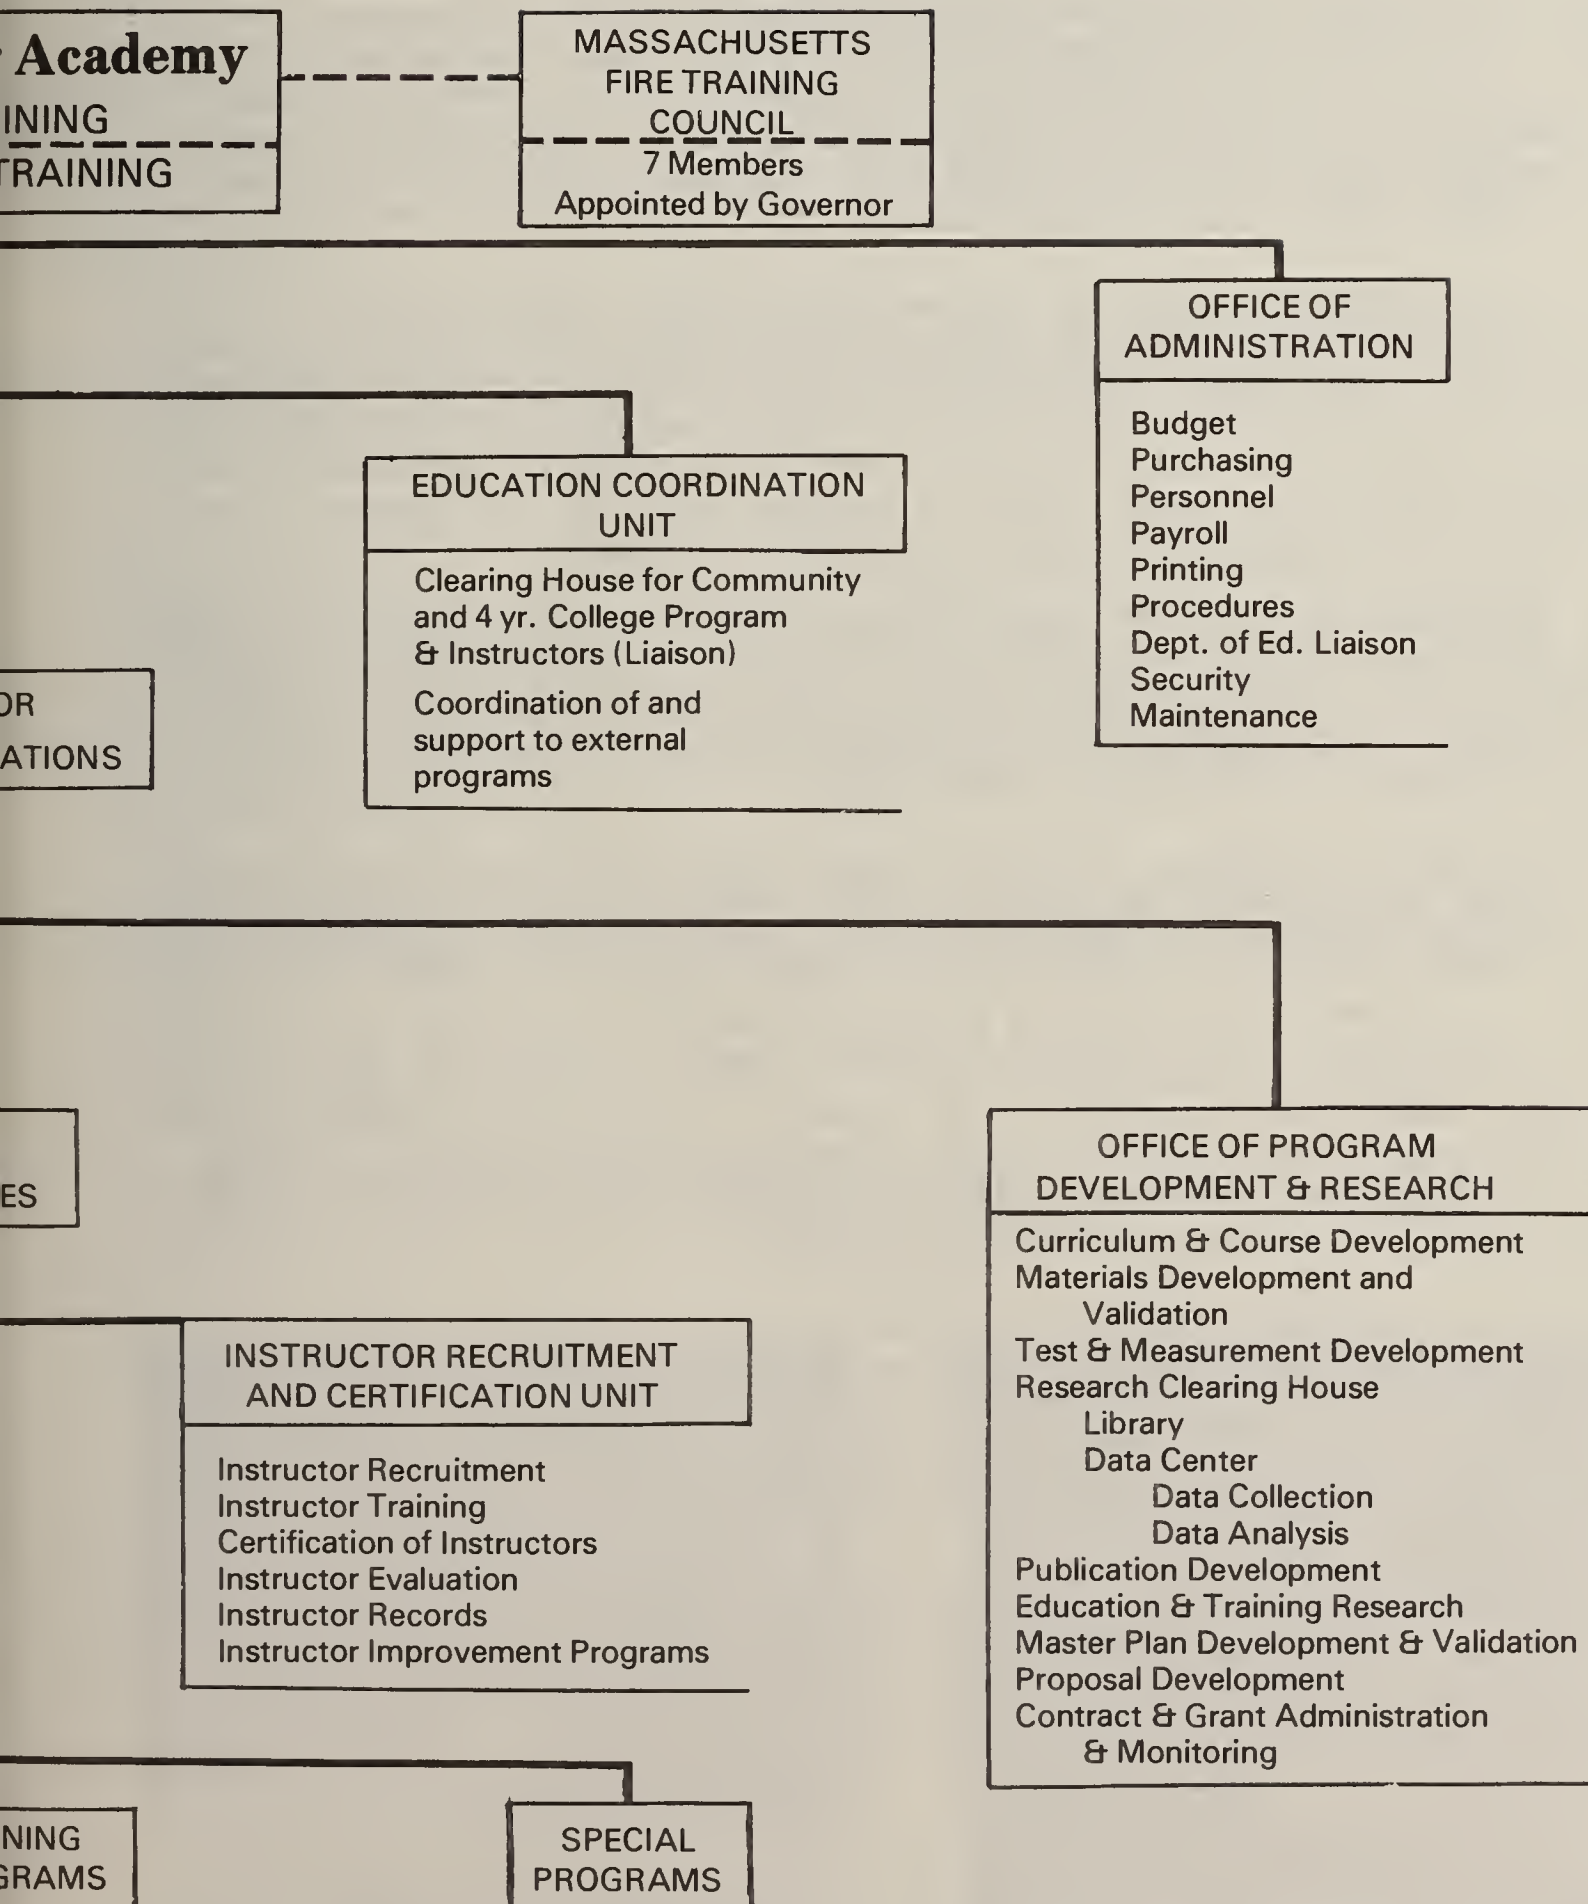 Academy
INING
TRAINING
MASSACHUSETTS
FIRE TRAINING
COUNCIL
7 Members
Appointed by Governor
OFFICE OF
ADMINISTRATION
Budget
Purchasing
Personnel
Payroll
Printing
Procedures
Dept. of Ed. Liaison
Security
Maintenance
EDUCATION COORDINATION
UNIT
Clearing House for Community
and 4 yr. College Program
& Instructors (Liaison)
Coordination of and
support to external
programs
OR
ATIONS
ES
OFFICE OF PROGRAM
DEVELOPMENT & RESEARCH
Curriculum & Course Development
Materials Development and
Validation
Test & Measurement Development
Research Clearing House
Library
Data Center
Data Collection
Data Analysis
Publication Development
Education & Training Research
Master Plan Development & Validation
Proposal Development
Contract & Grant Administration
& Monitoring
INSTRUCTOR RECRUITMENT
AND CERTIFICATION UNIT
Instructor Recruitment
Instructor Training
Certification of Instructors
Instructor Evaluation
Instructor Records
Instructor Improvement Programs
NING
GRAMS
SPECIAL
PROGRAMS